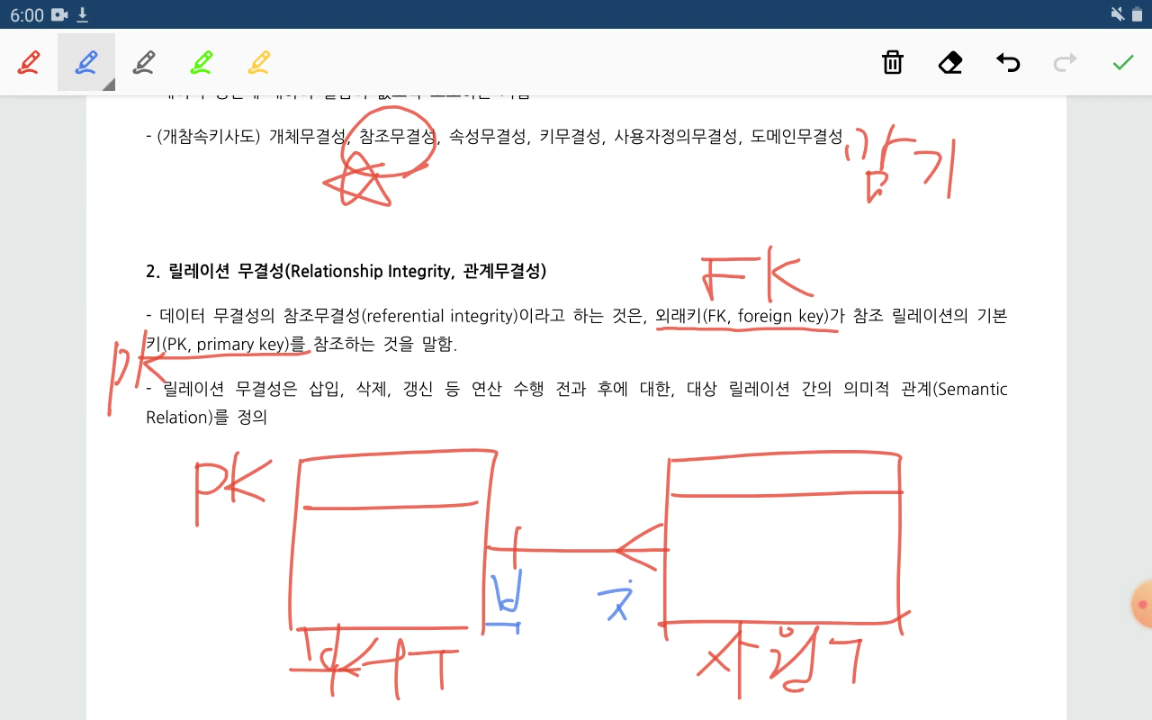 6:00
- (개참속키사도) 개체무결성, 참조무결성, 속성무결성, 키무결성, 사용자정의무결성, 도메인무결성
암기
2. 릴레이션 무결성(Relationship Integrity, 관계무결성)
FK
- 데이터 무결성의 참조무결성(referential integrity)이라고 하는 것은, 외래키(FK, foreign key)가 참조 릴레이션의 기본
키(PK, primary key)를 참조하는 것을 말함.
PK
- 릴레이션 무결성은 삽입, 삭제, 갱신 등 연산 수행 전과 후에 대한, 대상 릴레이션 간의 의미적 관계(Semantic
Relation)를 정의
PK
부
자
부서T